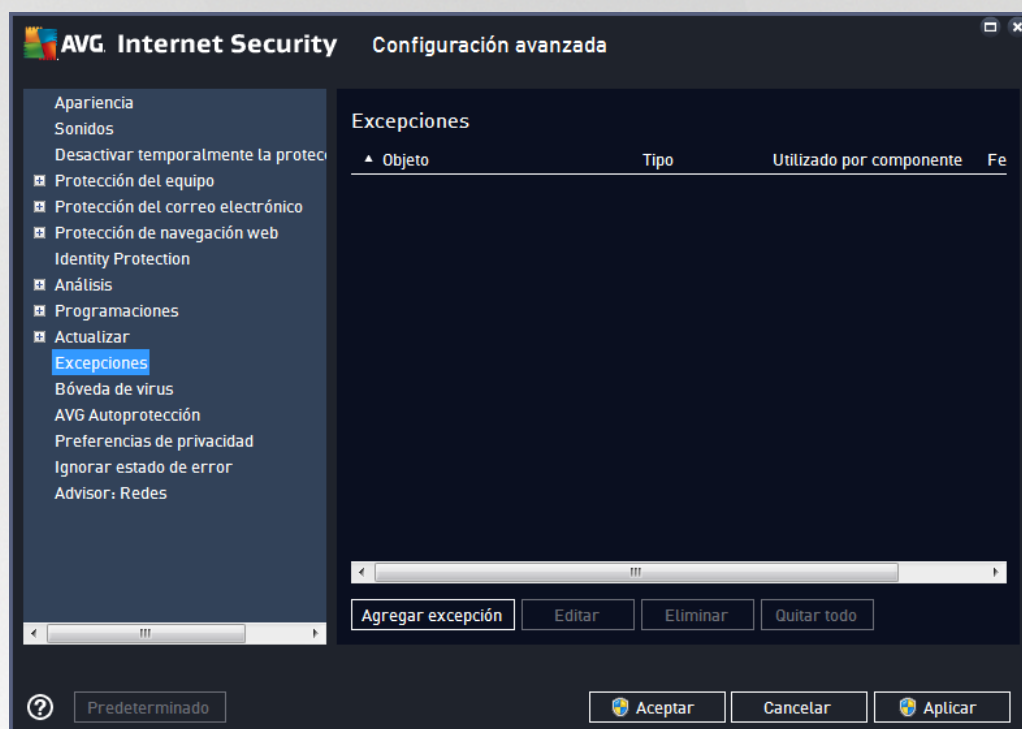 AVG. Internet Security Configuración avanzada
Apariencia
Sonidos
Desactivar temporalmente la protec
Protección del equipo
Protección del correo electrónico
Protección de navegación web
Identity Protection
Análisis
Programaciones
Actualizar
Excepciones
Bóveda de virus
AVG Autoprotección
Preferencias de privacidad
Ignorar estado de error
Advisor: Redes
Excepciones
Objeto Tipo Utilizado por componente Fe
Agregar excepción Editar Eliminar Quitar todo
Predeterminado Aceptar Cancelar Aplicar